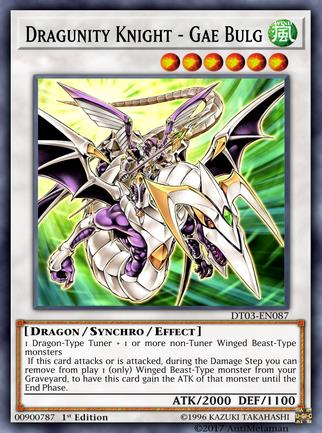 Dragunity Knight - Gae Bulg
WIND
風
DT03-EN087
[Dragon / Synchro / Effect]
1 Dragon-Type Tuner + 1 or more non-Tuner Winged Beast-Type
monsters
If this card attacks or is attacked, during the Damage Step you can
remove from play 1 (only) Winged Beast-Type monster from your
Graveyard, to have this card gain the ATK of that monster until the
End Phase.
ATK/2000 DEF/1100
00900787 1st Edition ©1996 KAZUKI TAKAHASHI
©2017 AntiMetaman